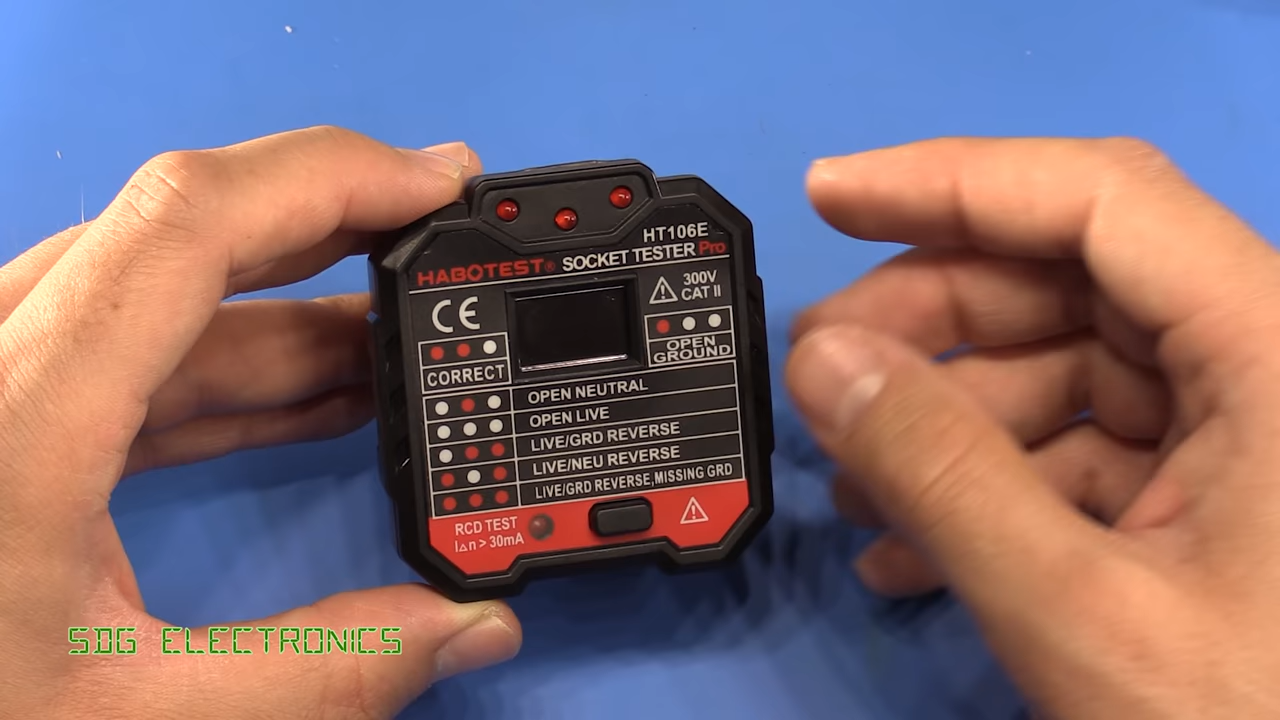 HT106E
HABOTEST® SOCKET TESTER Pro
CE
300V
CAT II
CORRECT
OPEN
GROUND
OPEN NEUTRAL
OPEN LIVE
LIVE/GRD REVERSE
LIVE/NEU REVERSE
LIVE/GRD REVERSE,MISSING GRD
RCD TEST
I△n > 30mA
SDG ELECTRONICS